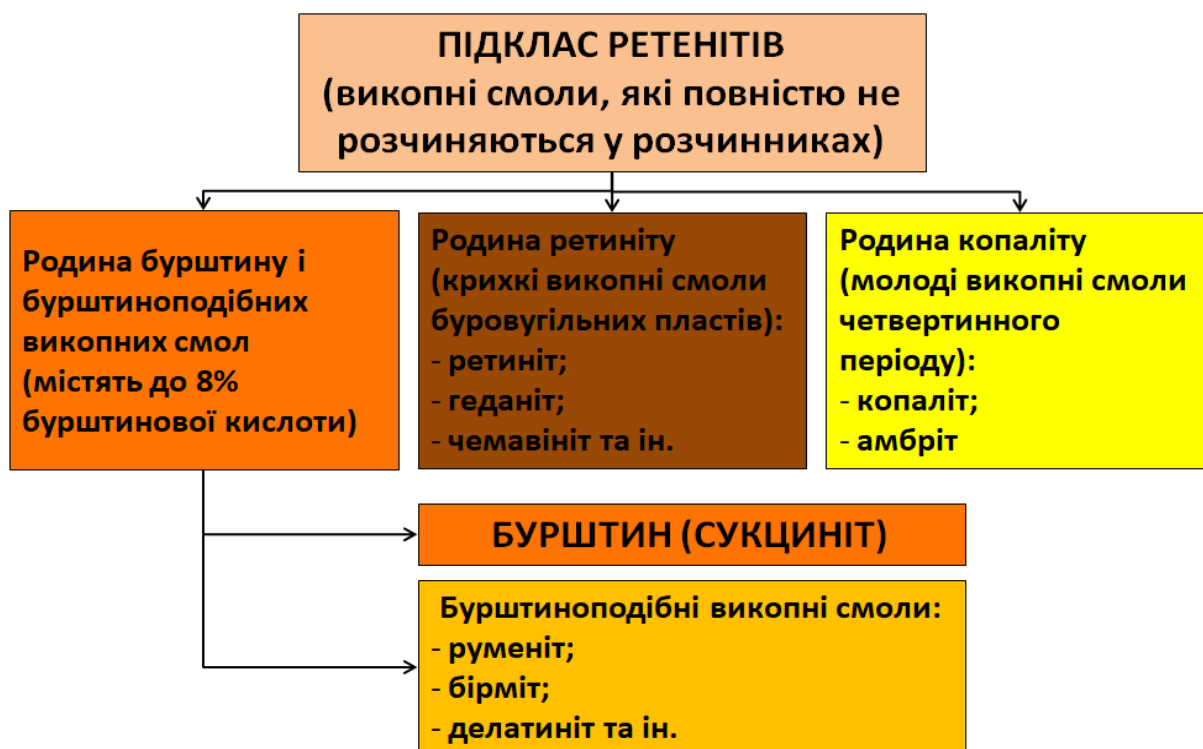 ПІДКЛАС РЕТЕНІТІВ
(викопні смоли, які повністю не
розчиняються у розчинниках)
Родина бурштину і
бурштиноподібних
викопних смол
(містять до 8%
бурштинової кислоти)
Родина ретиніту
(крихкі викопні смоли
буровугільних пластів):
- ретиніт;
- геданіт;
- чемавініт та ін.
Родина копаліту
(молоді викопні смоли
четвертинного
періоду):
- копаліт;
- амбріт
БУРШТИН (СУКЦИНІТ)
Бурштиноподібні викопні смоли:
- руменіт;
- бірміт;
- делатиніт та ін.